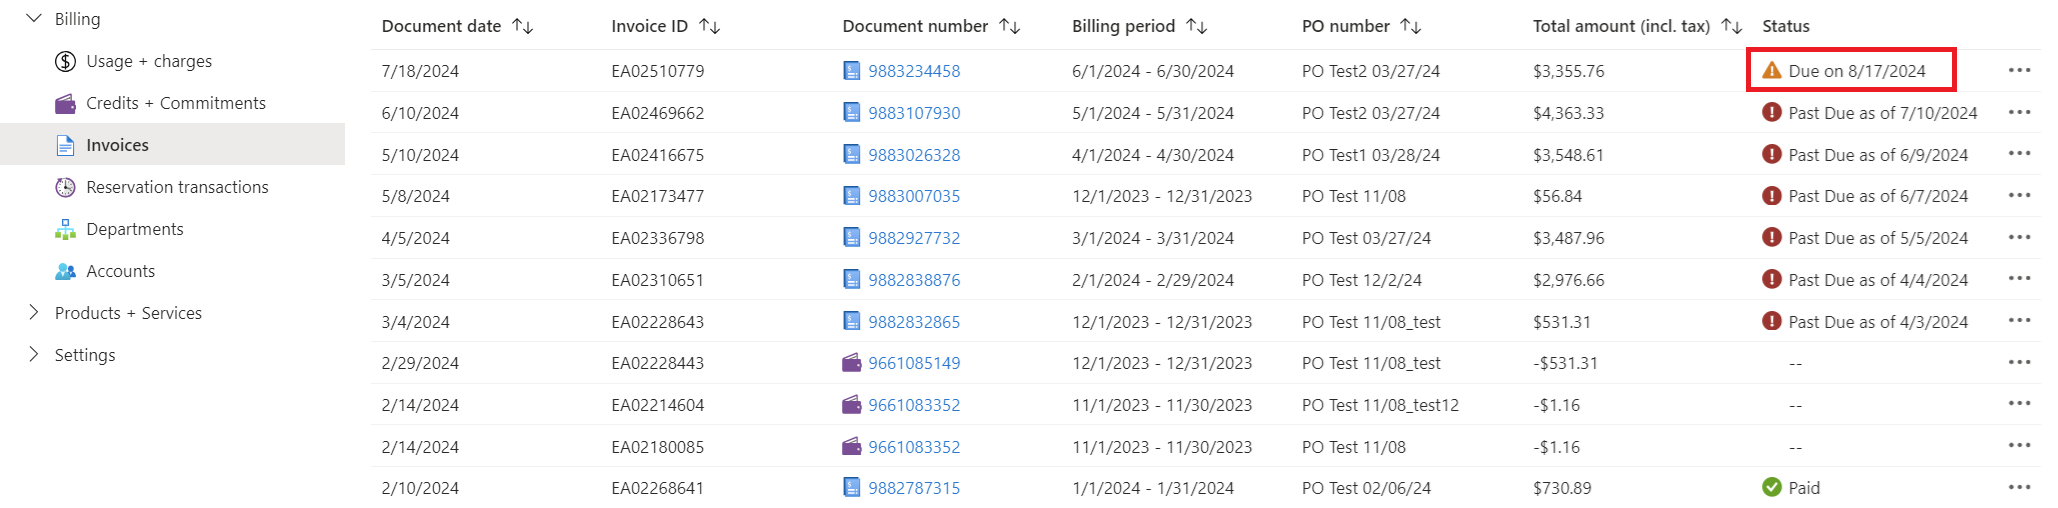 Billing
Usage + charges
Credits + Commitments
Invoices
Reservation transactions
Departments
Accounts
Products + Services
Settings
Document date Invoice ID Document number Billing period PO number Total amount (incl. tax) Status
7/18/2024 EA02510779 9883234458 6/1/2024 - 6/30/2024 PO Test2 03/27/24 $3,355.76 Due on 8/17/2024
6/10/2024 EA02469662 9883107930 5/1/2024 - 5/31/2024 PO Test2 03/27/24 $4,363.33 Past Due as of 7/10/2024
5/10/2024 EA02416675 9883026328 4/1/2024 - 4/30/2024 PO Test1 03/28/24 $3,548.61 Past Due as of 6/9/2024
5/8/2024 EA02173477 9883007035 12/1/2023 - 12/31/2023 PO Test 11/08 $56.84 Past Due as of 6/7/2024
4/5/2024 EA02336798 9882927732 3/1/2024 - 3/31/2024 PO Test 03/27/24 $3,487.96 Past Due as of 5/5/2024
3/5/2024 EA02310651 9882838876 2/1/2024 - 2/29/2024 PO Test 12/2/24 $2,976.66 Past Due as of 4/4/2024
3/4/2024 EA02228643 9882832865 12/1/2023 - 12/31/2023 PO Test 11/08_test $531.31 Past Due as of 4/3/2024
2/29/2024 EA02228443 9661085149 12/1/2023 - 12/31/2023 PO Test 11/08_test -$531.31 --
2/14/2024 EA02214604 9661083352 11/1/2023 - 11/30/2023 PO Test 11/08_test12 -$1.16 --
2/14/2024 EA02180085 9661083352 11/1/2023 - 11/30/2023 PO Test 11/08 -$1.16 --
2/10/2024 EA02268641 9882787315 1/1/2024 - 1/31/2024 PO Test 02/06/24 $730.89 Paid